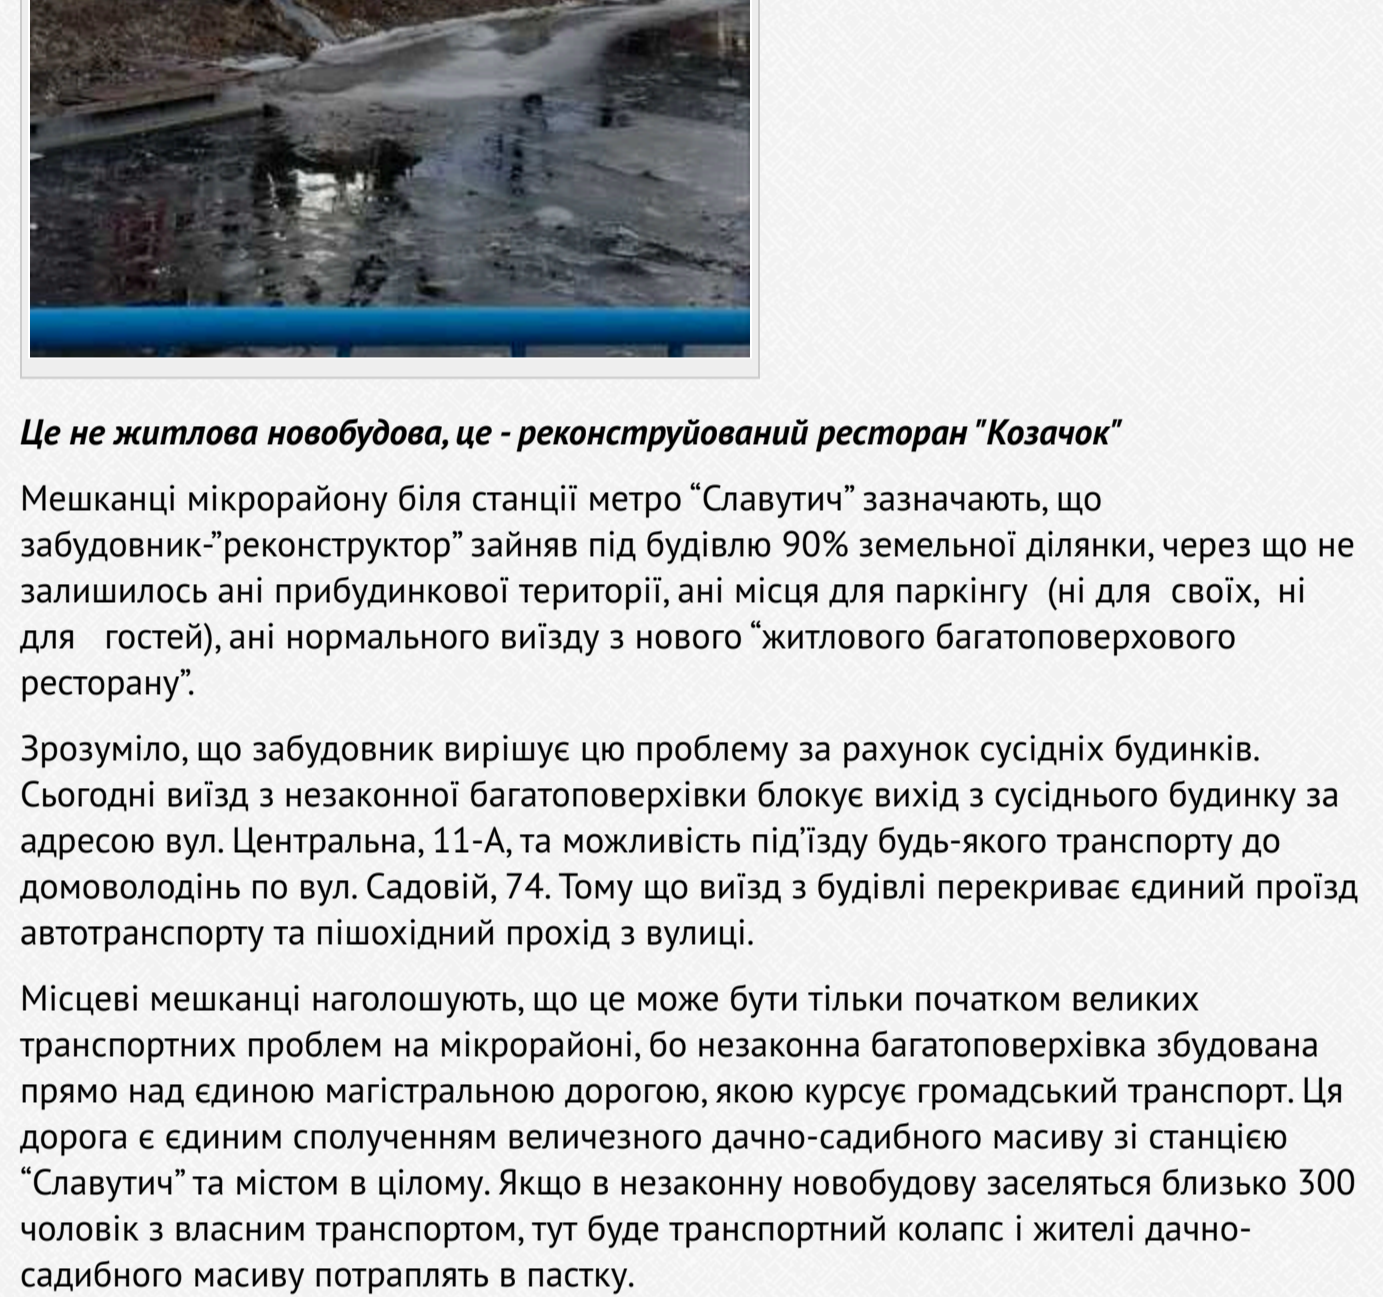 Це не житлова новобудова, це - реконструйований ресторан "Козачок"
Мешканці мікрорайону біля станції метро “Славутич” зазначають, що
забудовник-”реконструктор” зайняв під будівлю 90% земельної ділянки, через що не
залишилось ані прибудинкової території, ані місця для паркінгу (ні для своїх, ні
для гостей), ані нормального виїзду з нового “житлового багатоповерхового
ресторану”.
Зрозуміло, що забудовник вирішує цю проблему за рахунок сусідніх будинків.
Сьогодні виїзд з незаконної багатоповерхівки блокує вихід з сусіднього будинку за
адресою вул. Центральна, 11-А, та можливість під’їзду будь-якого транспорту до
домоволодінь по вул. Садовій, 74. Тому що виїзд з будівлі перекриває єдиний проїзд
автотранспорту та пішохідний прохід з вулиці.
Місцеві мешканці наголошують, що це може бути тільки початком великих
транспортних проблем на мікрорайоні, бо незаконна багатоповерхівка збудована
прямо над єдиною магістральною дорогою, якою курсує громадський транспорт. Ця
дорога є єдиним сполученням величезного дачно-садибного масиву зі станцією
“Славутич” та містом в цілому. Якщо в незаконну новобудову заселяться близько 300
чоловік з власним транспортом, тут буде транспортний колапс і жителі дачно-
садибного масиву потраплять в пастку.